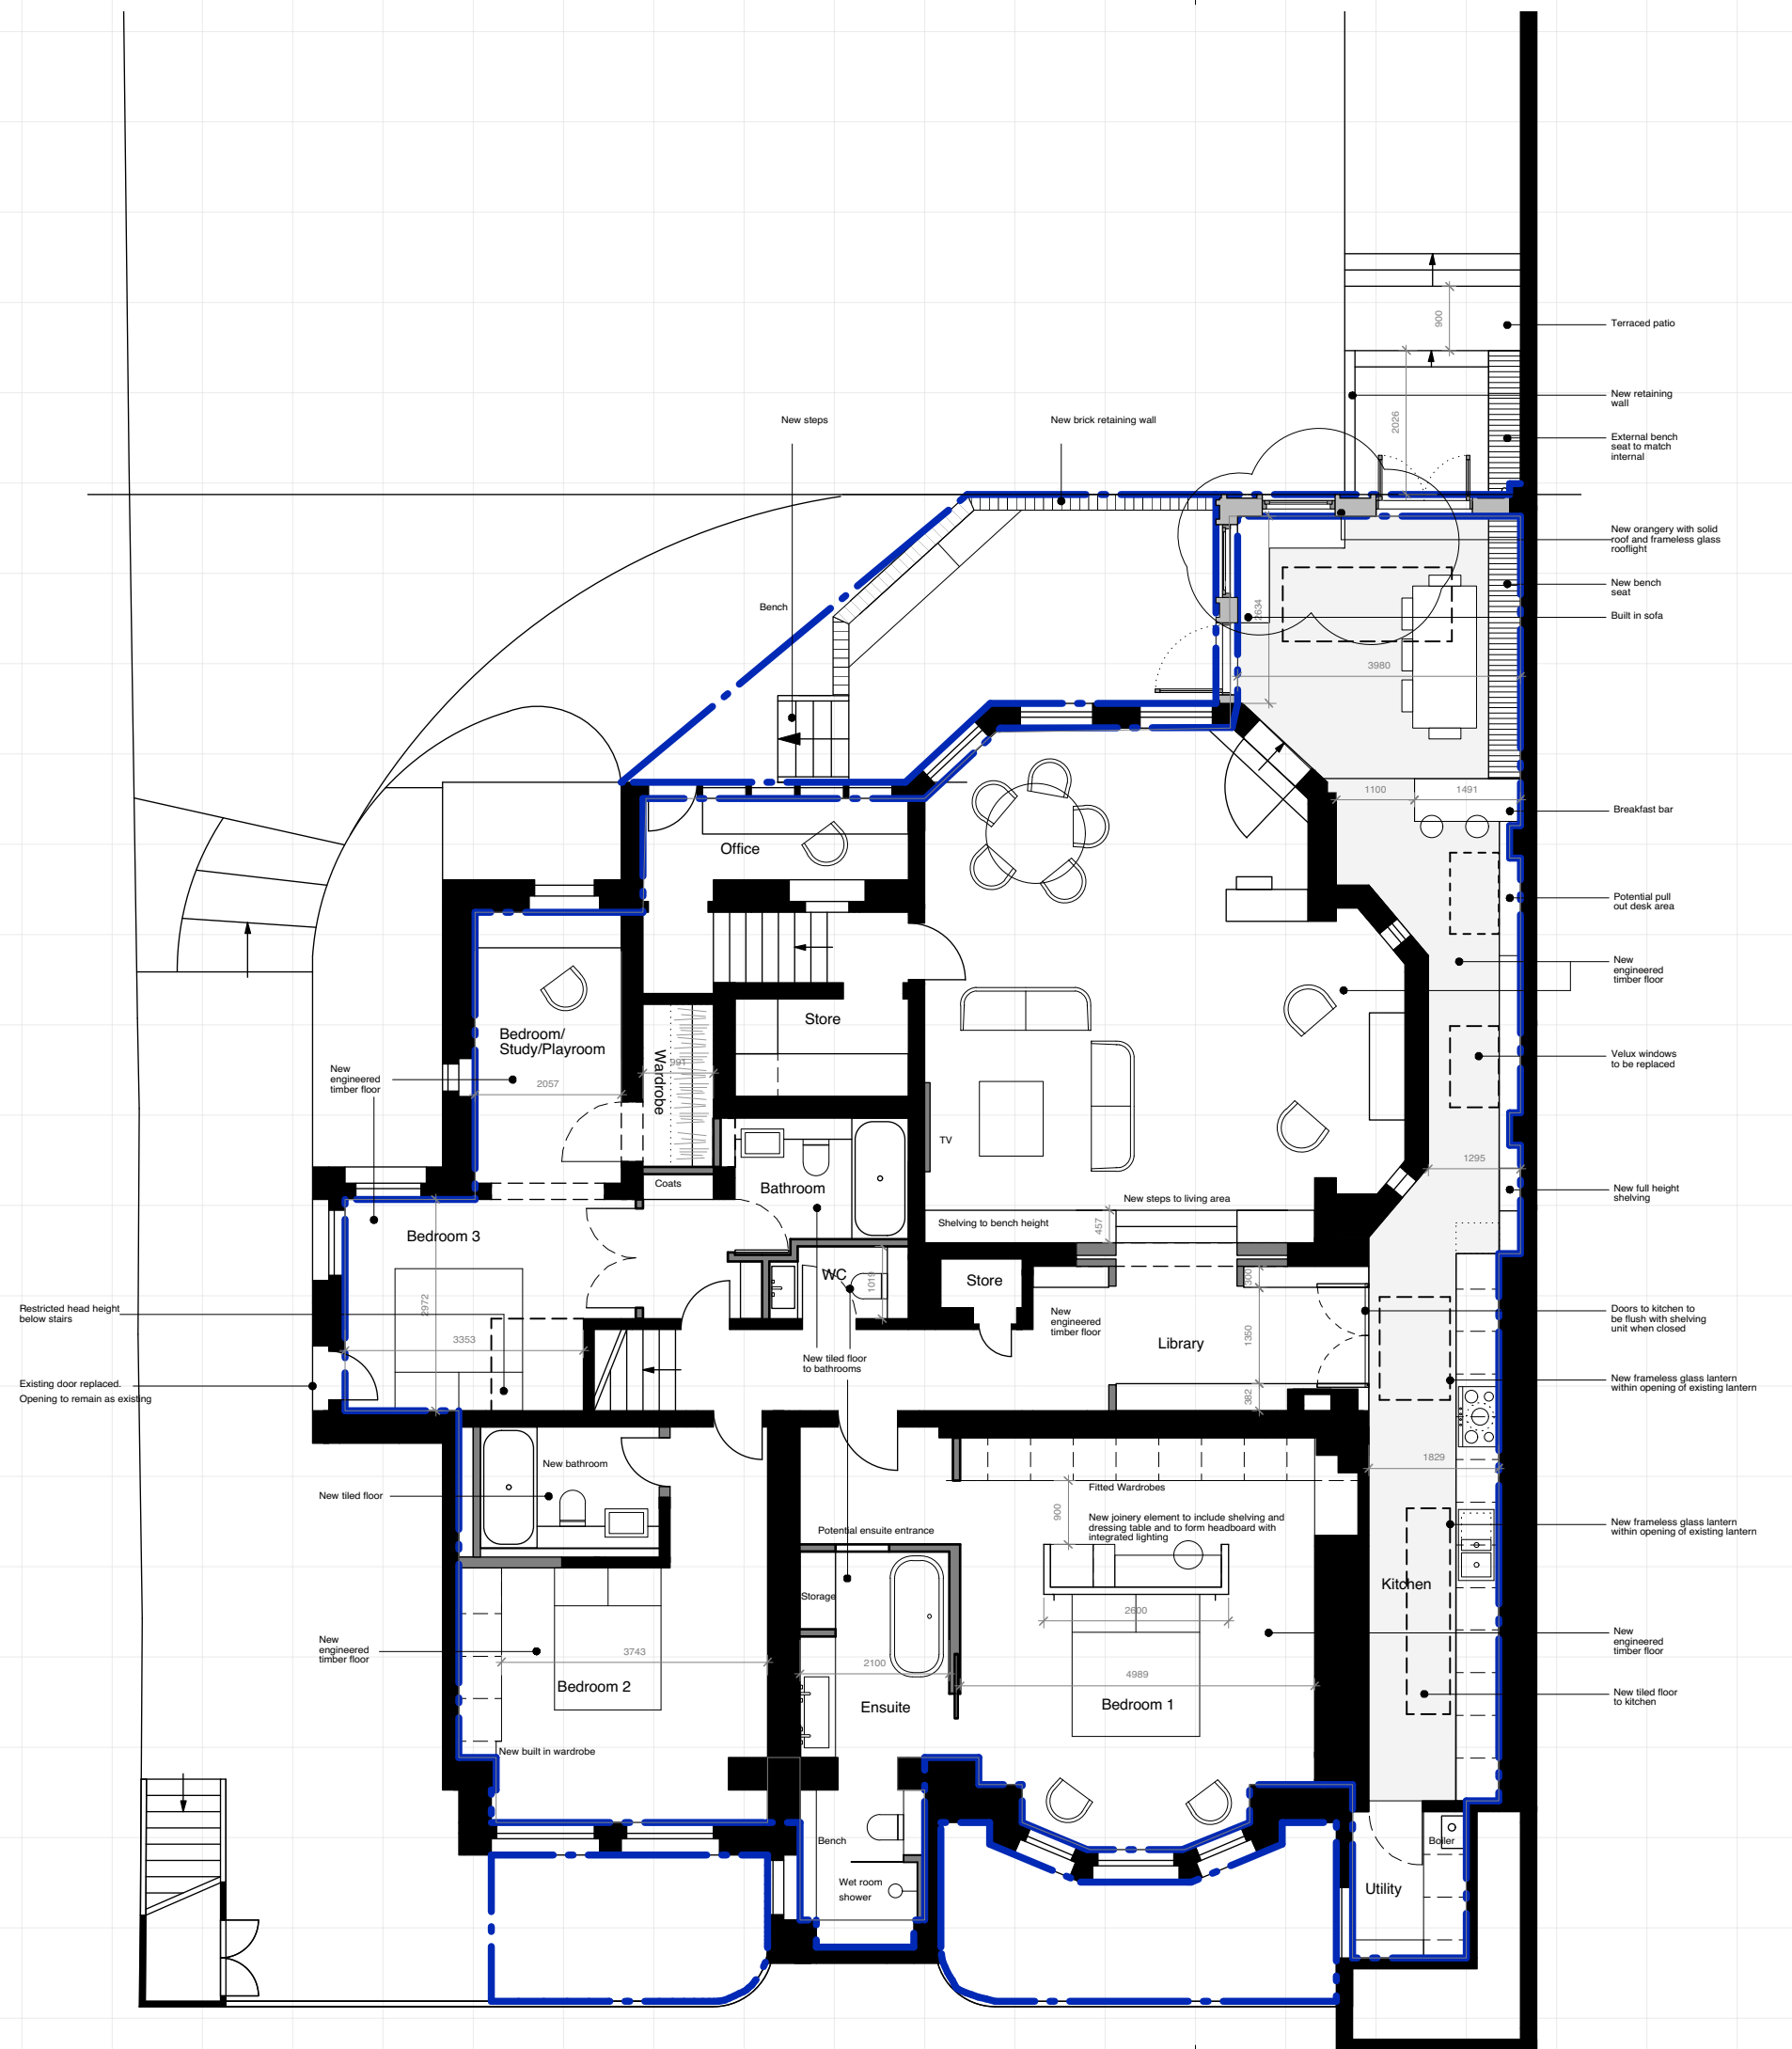 Terraced patio
900
New retaining
wall
2026
New steps
New brick retaining wall
External bench
seat to match
internal
New orangery with solid
roof and frameless glass
rooflight
New bench
seat
Bench
2634
Built in sofa
3980
1100
1491
Breakfast bar
Office
Potential pull
out desk area
New
engineered
timber floor
Store
Bedroom/
Study/Playroom
Wardrobe
991
New
engineered
timber floor
2057
Velux windows
to be replaced
TV
1295
Coats
Bathroom
New full height
shelving
New steps to living area
Shelving to bench height
457
Bedroom 3
WC
1019
Store
300
2972
Restricted head height
below stairs
New
engineered
timber floor
Doors to kitchen to
be flush with shelving
unit when closed
3353
Library
1350
New tiled floor
to bathrooms
Existing door replaced.
Opening to remain as existing
382
New frameless glass lantern
within opening of existing lantern
New bathroom
1829
New tiled floor
Fitted Wardrobes
900
New joinery element to include shelving and
dressing table and to form headboard with
integrated lighting
Potential ensuite entrance
New frameless glass lantern
within opening of existing lantern
Kitchen
Storage
2600
New
engineered
timber floor
3743
2100
4989
New
engineered
timber floor
Bedroom 2
Ensuite
Bedroom 1
New tiled floor
to kitchen
New built in wardrobe
Bench
Boiler
Wet room
shower
Utility